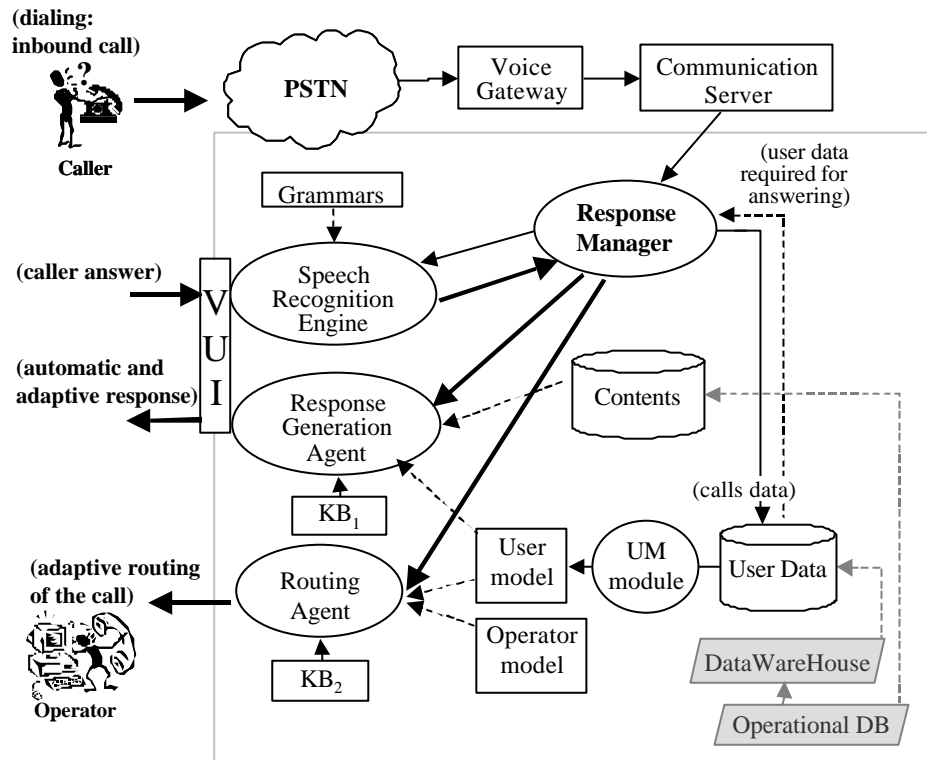 (dialing:
inbound call)
?
Caller
PSTN
Voice
Gateway
Communication
Server
(user data
required for
answering)
Grammars
Response
Manager
(caller answer)
V
U
I
Speech
Recognition
Engine
(automatic and
adaptive response)
Response
Generation
Agent
Contents
KB₁
(calls data)
User
model
UM
module
User Data
(adaptive routing
of the call)
Routing
Agent
Operator
model
KB₂
Operator
DataWareHouse
Operational DB